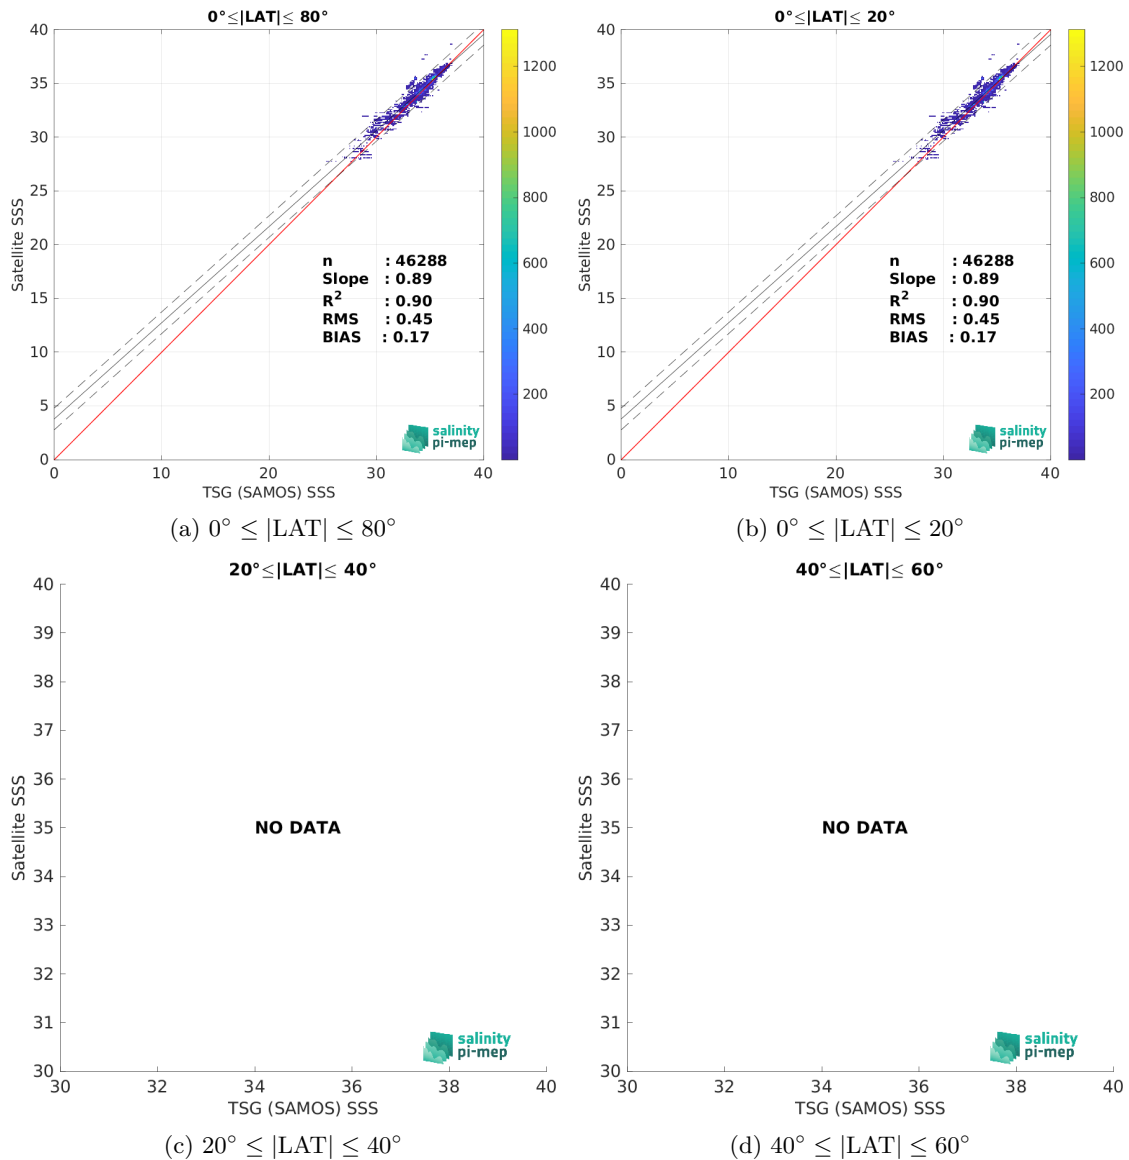 0°≤|LAT|≤ 80°
Satellite SSS
40
35
30
25
20
15
10
5
0
0
10
20
30
40
TSG (SAMOS) SSS
n : 46288
Slope : 0.89
R² : 0.90
RMS : 0.45
BIAS : 0.17
salinity
pi-mep
1200
1000
800
600
400
200
(a) 0° ≤ |LAT| ≤ 80°
0°≤|LAT|≤ 20°
Satellite SSS
40
35
30
25
20
15
10
5
0
0
10
20
30
40
TSG (SAMOS) SSS
n : 46288
Slope : 0.89
R² : 0.90
RMS : 0.45
BIAS : 0.17
salinity
pi-mep
1200
1000
800
600
400
200
(b) 0° ≤ |LAT| ≤ 20°
20°≤|LAT|≤ 40°
Satellite SSS
40
39
38
37
36
35
34
33
32
31
30
NO DATA
salinity
pi-mep
30
32
34
36
38
40
TSG (SAMOS) SSS
(c) 20° ≤ |LAT| ≤ 40°
40°≤|LAT|≤ 60°
Satellite SSS
40
39
38
37
36
35
34
33
32
31
30
NO DATA
salinity
pi-mep
30
32
34
36
38
40
TSG (SAMOS) SSS
(d) 40° ≤ |LAT| ≤ 60°